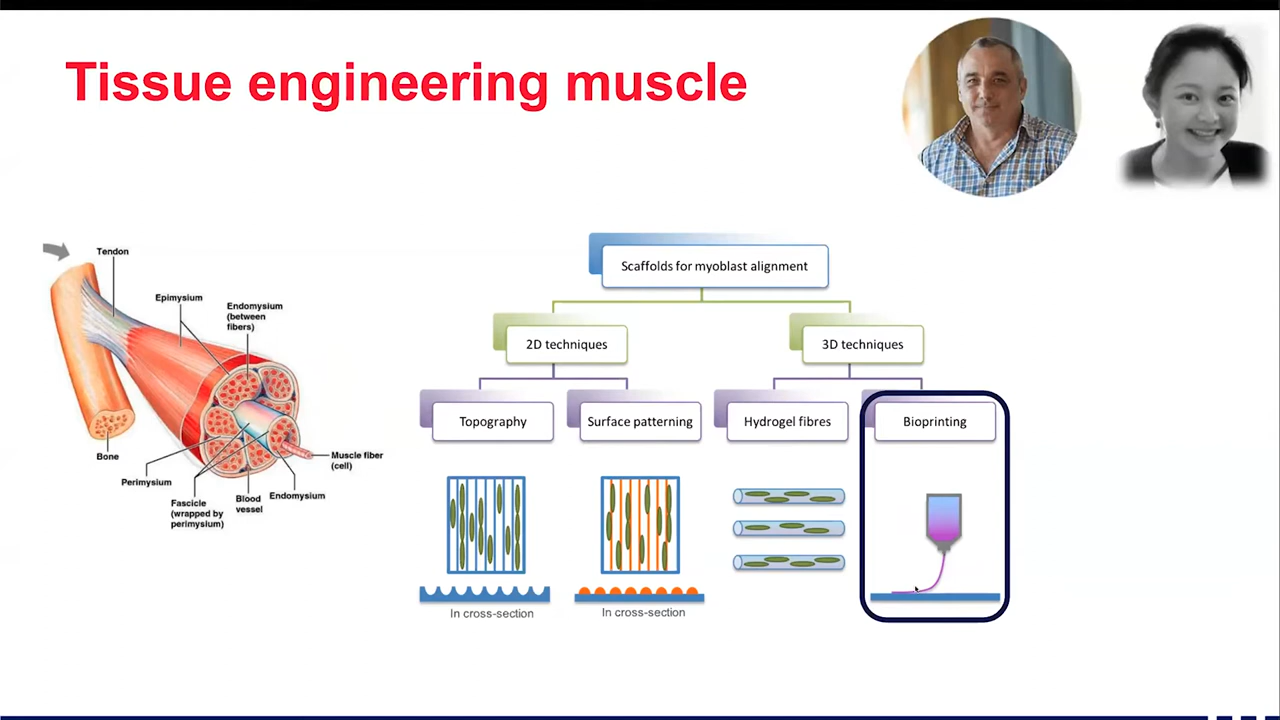 Tissue engineering muscle
Tendon
Epimysium
Endomysium
(between
fibers)
Bone
Perimysium
Fascicle
(wrapped by
perimysium)
Blood
vessel
Endomysium
Muscle fiber
(cell)
Scaffolds for myoblast alignment
2D techniques
3D techniques
Topography
Surface patterning
Hydrogel fibres
Bioprinting
In cross-section
In cross-section